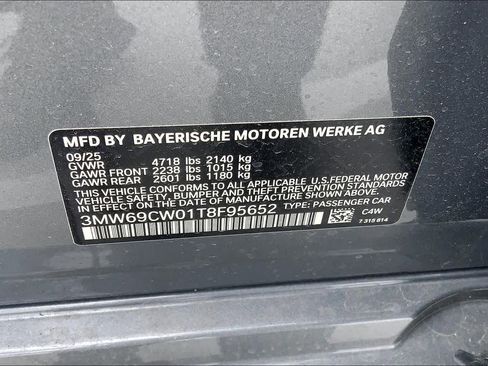 MFD BY BAYERISCHE MOTOREN WERKE AG
09/25
GVWR 4718 lbs 2140 kg
GAWR FRONT 2238 lbs 1015 kg
GAWR REAR 2601 lbs 1180 kg
THIS VEHICLE CONFORMS TO ALL APPLICABLE U.S.FEDERAL MOTOR
VEHICLE SAFETY, BUMPER AND THEFT PREVENTION STANDARDS
IN EFFECT ON THE DATE OF MANUFACTURE SHOWN ABOVE.
3MW69CW01T8F95652 TYPE: PASSENGER CAR
C4W
7 315 814